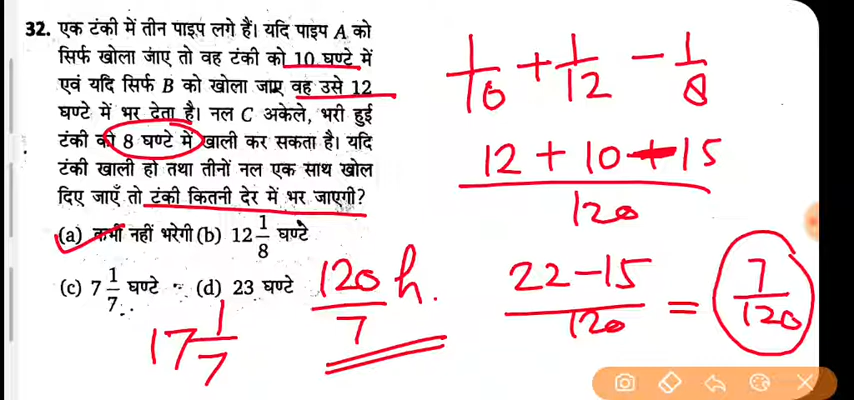 32. एक टंकी में तीन पाइप लगे हैं। यदि पाइप A को
सिर्फ खोला जाए तो वह टंकी को 10 घण्टे में
एवं यदि सिर्फ B को खोला जाए वह उसे 12
घण्टे में भर देता है। नल C अकेले, भरी हुई
टंकी को 8 घण्टे में खाली कर सकता है। यदि
टंकी खाली हो तथा तीनों नल एक साथ खोल
दिए जाएँ तो टंकी कितनी देर में भर जाएगी?
(a) कभी नहीं भरेगी (b) 12 1/8 घण्टे
(c) 7 1/7 घण्टे (d) 23 घण्टे
1/10 + 1/12 - 1/8
12 + 10 - 15
120
22 - 15 / 120 = 7/120
120/7 h.
17 1/7